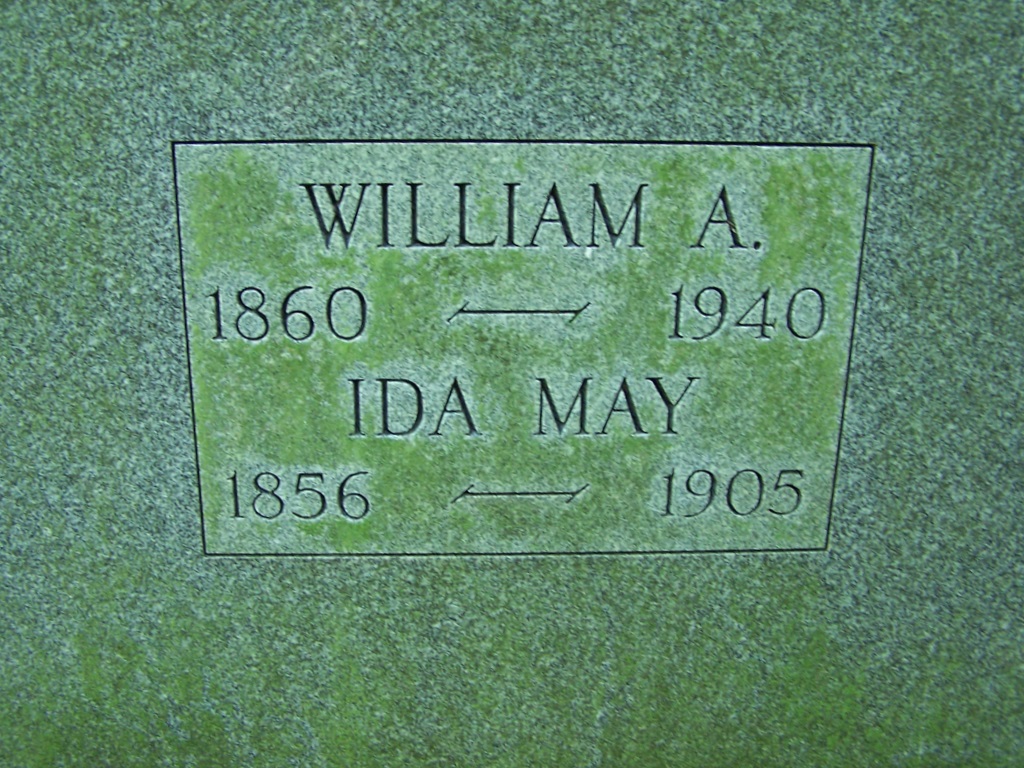 WILLIAM A.
1860 — 1940
IDA MAY
1856 — 1905